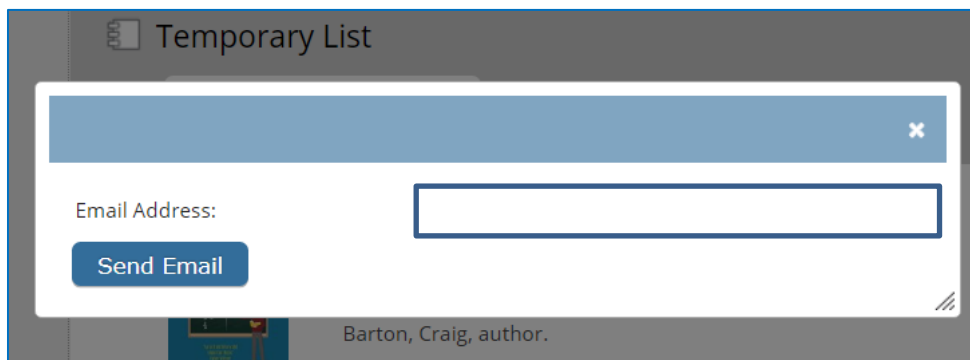 Temporary List
Email Address:
Send Email
Barton, Craig, author.